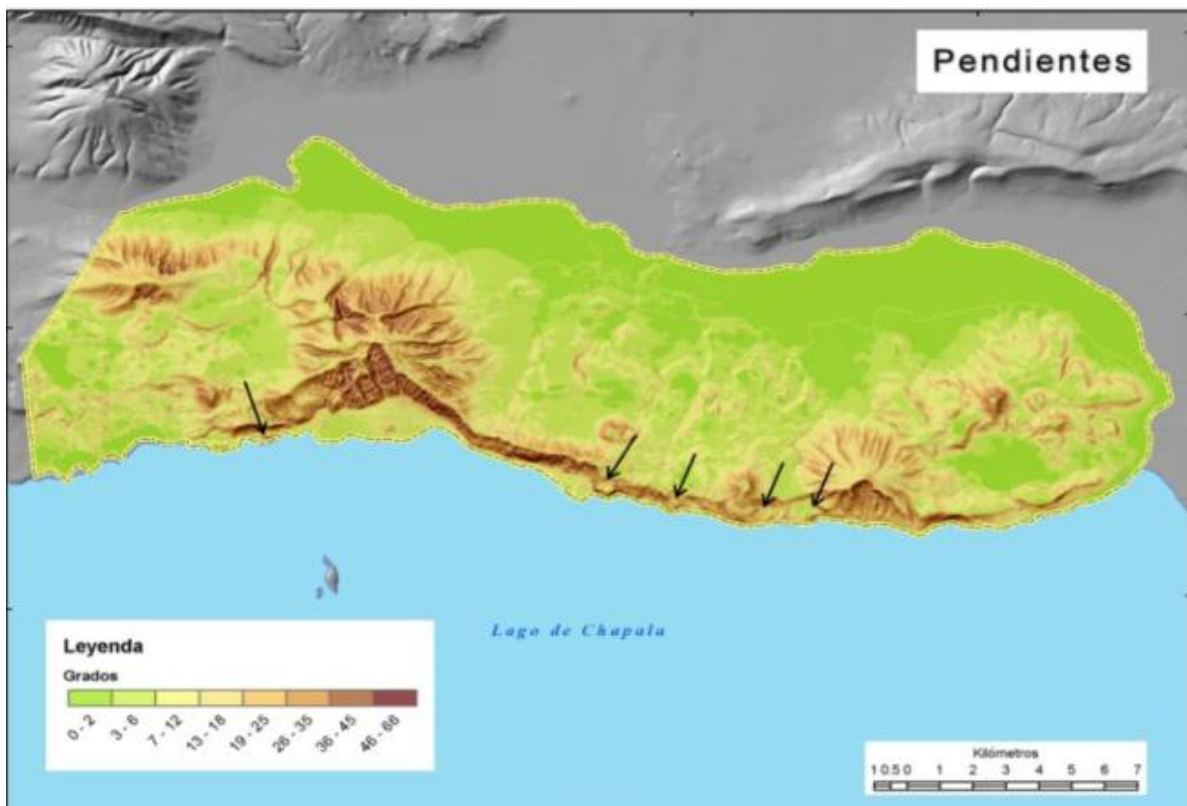 Pendientes
Lago de Chapala
Leyenda
Grados
0 - 2
3 - 6
7 - 12
13 - 18
19 - 25
26 - 35
36 - 45
46 - 66
Kilómetros
1 0.5 0 1 2 3 4 5 6 7